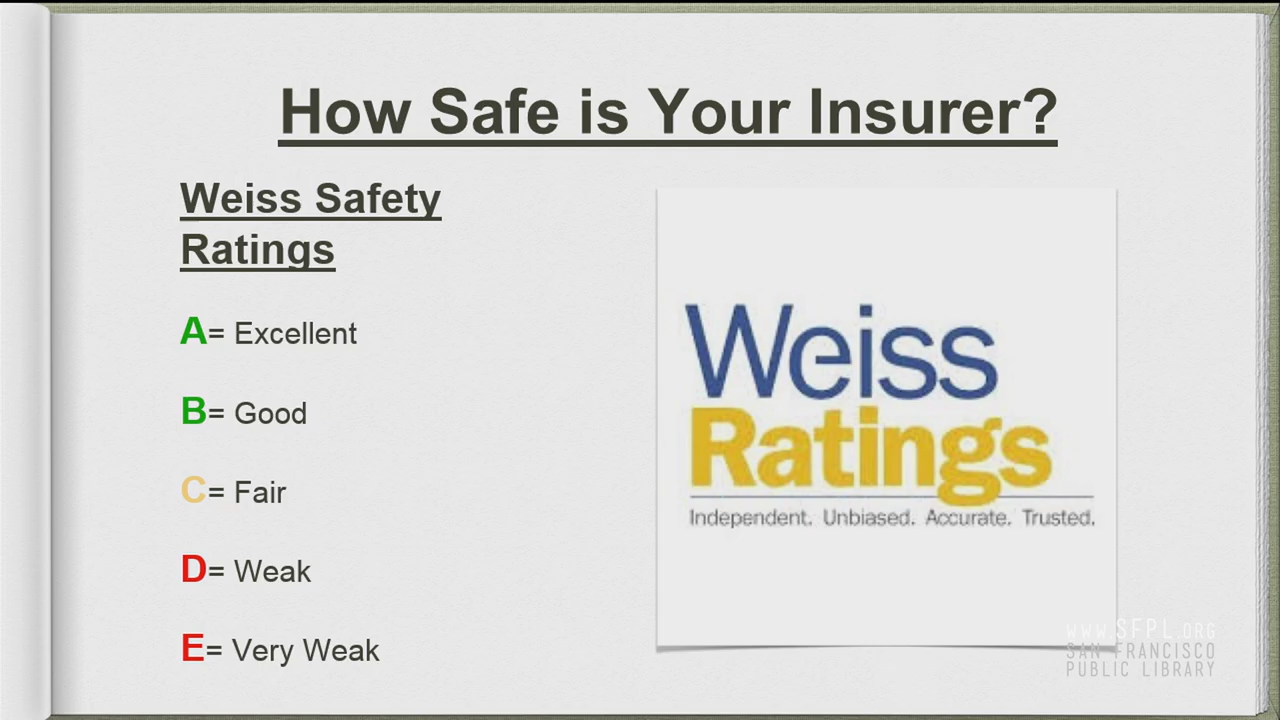 How Safe is Your Insurer?
Weiss Safety
Ratings
A= Excellent
B= Good
C= Fair
D= Weak
E= Very Weak
Weiss
Ratings
Independent. Unbiased. Accurate. Trusted.
WWW.SFPL.ORG
SAN FRANCISCO
PUBLIC LIBRARY